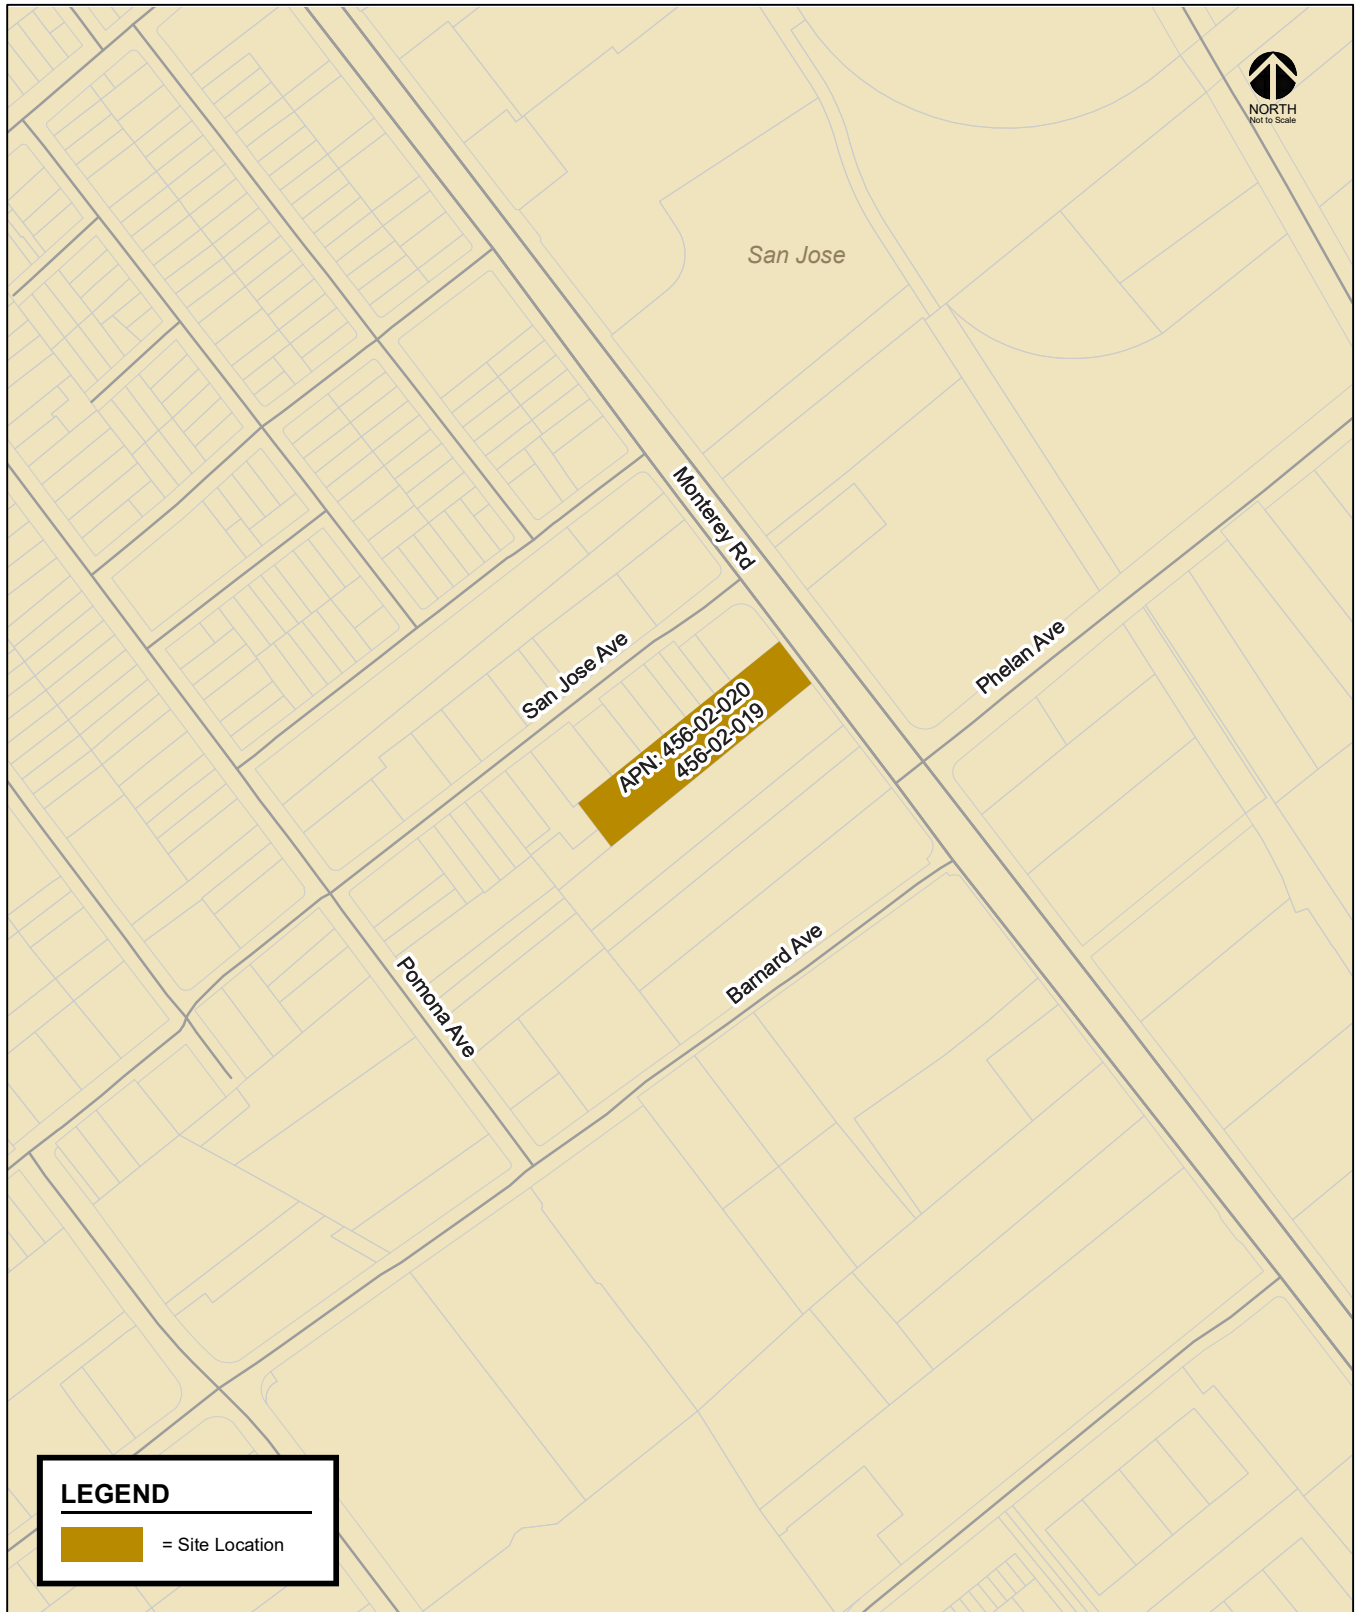 NORTH
Not to Scale
San Jose
Monterey Rd
San Jose Ave
Phelan Ave
APN: 456-02-020
456-02-019
Barnard Ave
Pomona Ave
LEGEND
= Site Location